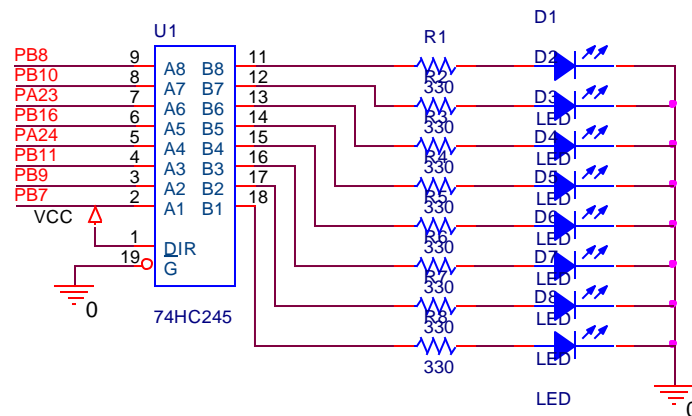 D1
U1
R1
PB8 9 A8 B8 11 D2
PB10 8 A7 B7 12 R2 330 D3
PA23 7 A6 B6 13 R3 330 LED D4
PB16 6 A5 B5 14 R4 330 LED D5
PA24 5 A4 B4 15 R5 330 LED D6
PB11 4 A3 B3 16 R6 330 LED D7
PB9 3 A2 B2 17 R7 330 LED D8
PB7 2 A1 B1 18 R8 330 LED
VCC
1 DIR
19 G
0
74HC245
330 LED
330
LED
0